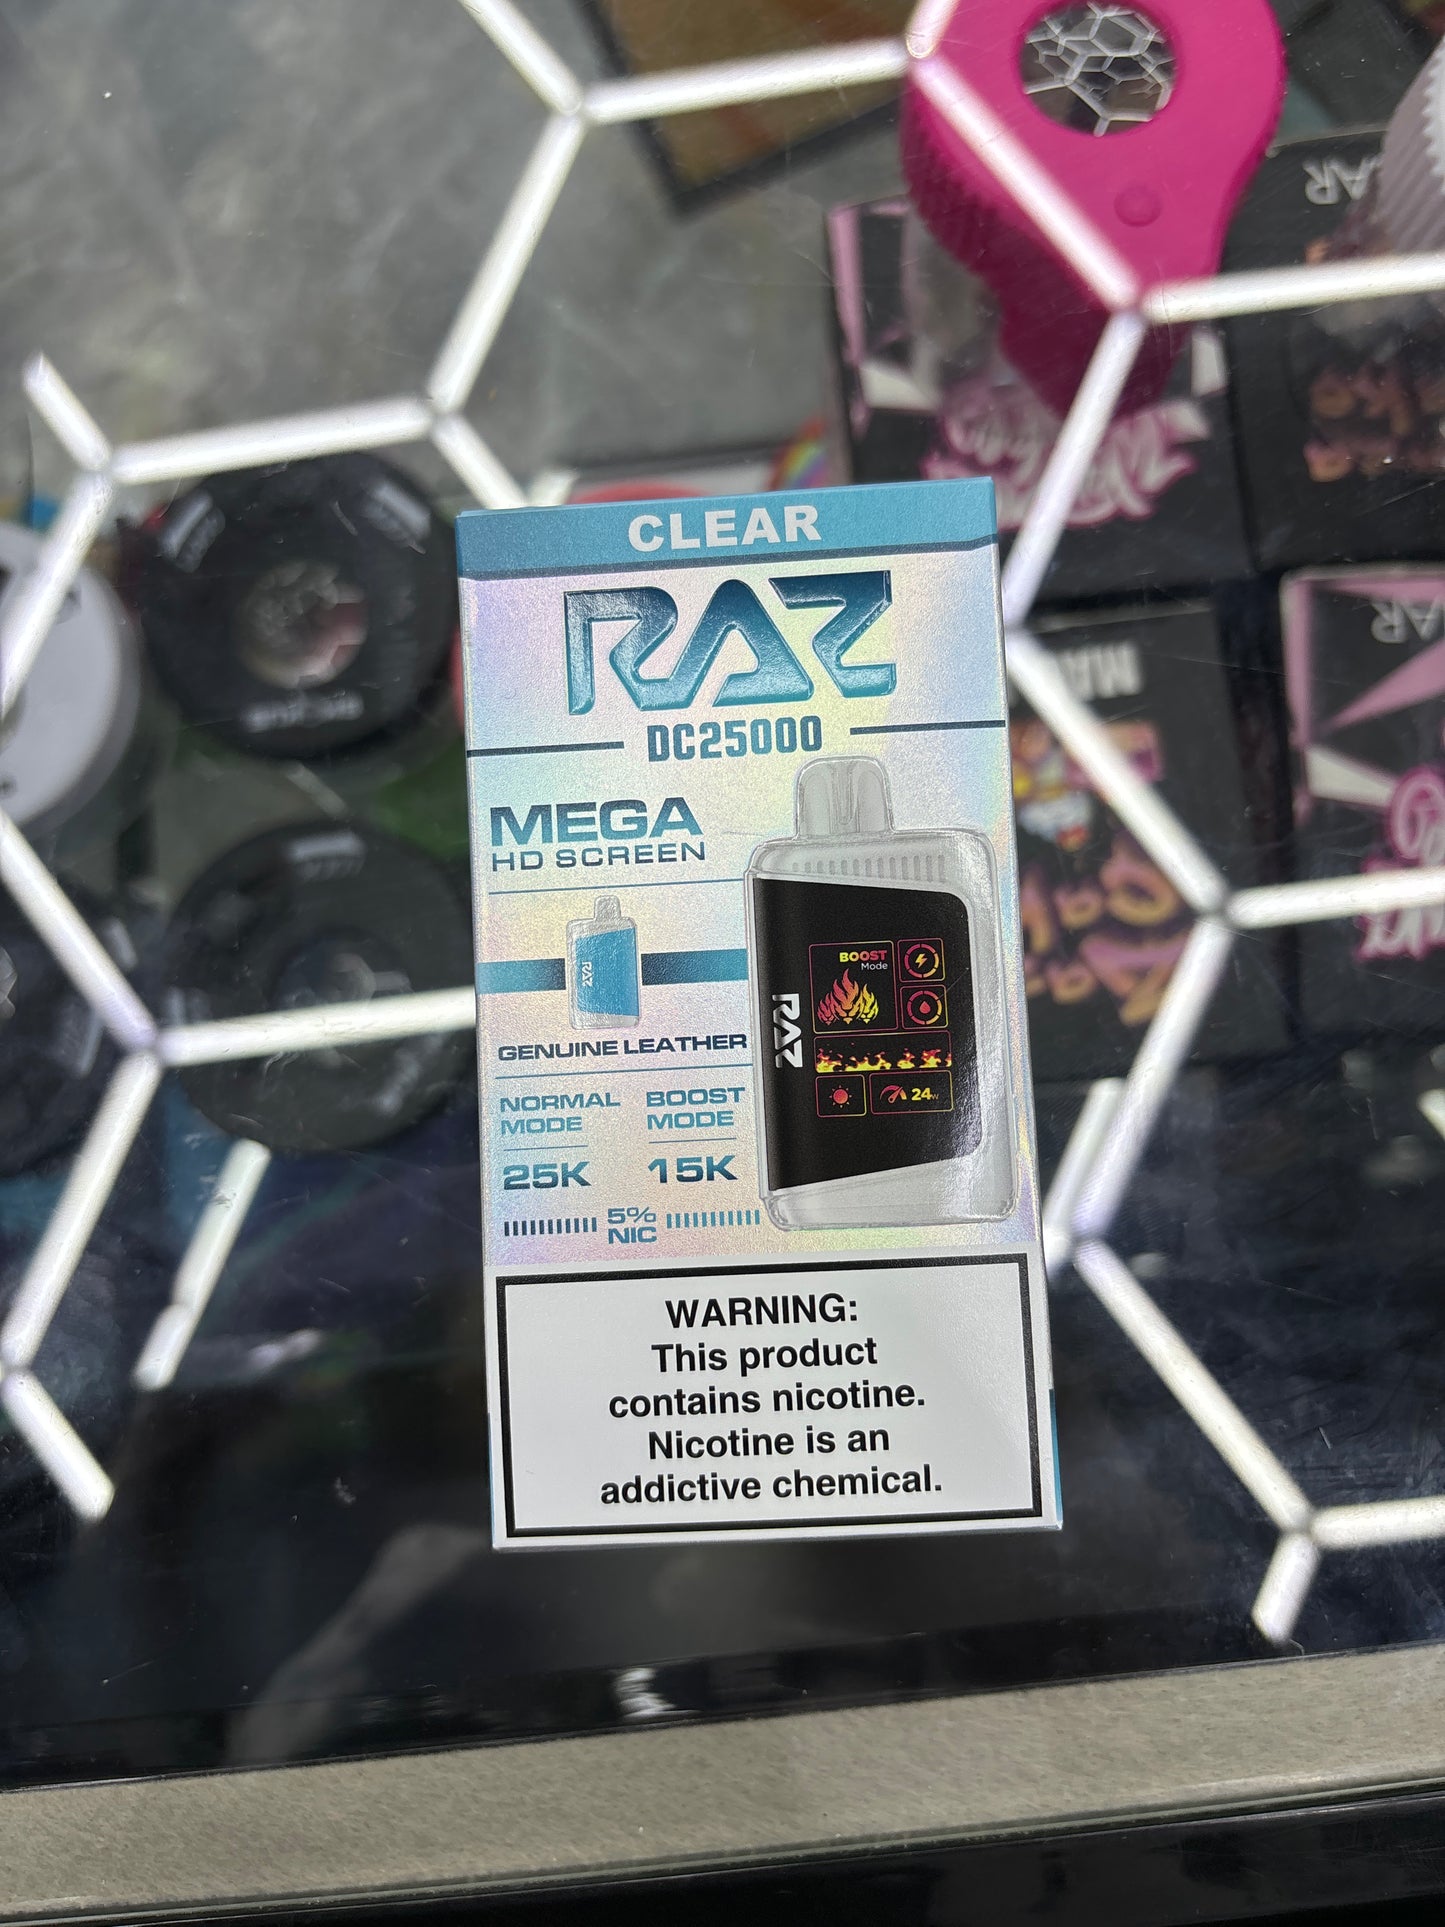 CLEAR
RAZ
DC25000
MEGA
HD SCREEN
RAZ
GENUINE LEATHER
NORMAL
MODE
25K
BOOST
MODE
15K
5%
NIC
BOOST
Mode
RAZ
24W
WARNING:
This product
contains nicotine.
Nicotine is an
addictive chemical.